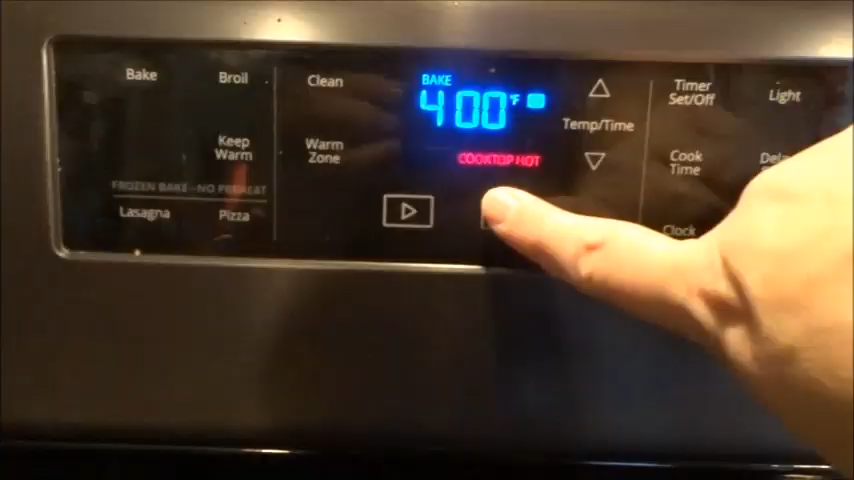 Bake
Broil
Clean
BAKE
400°F
Timer
Set/Off
Light
Temp/Time
Keep
Warm
Warm
Zone
COOKTOP HOT
Cook
Time
FROZEN BAKE - NO PREHEAT
Lasagna
Pizza
Clock